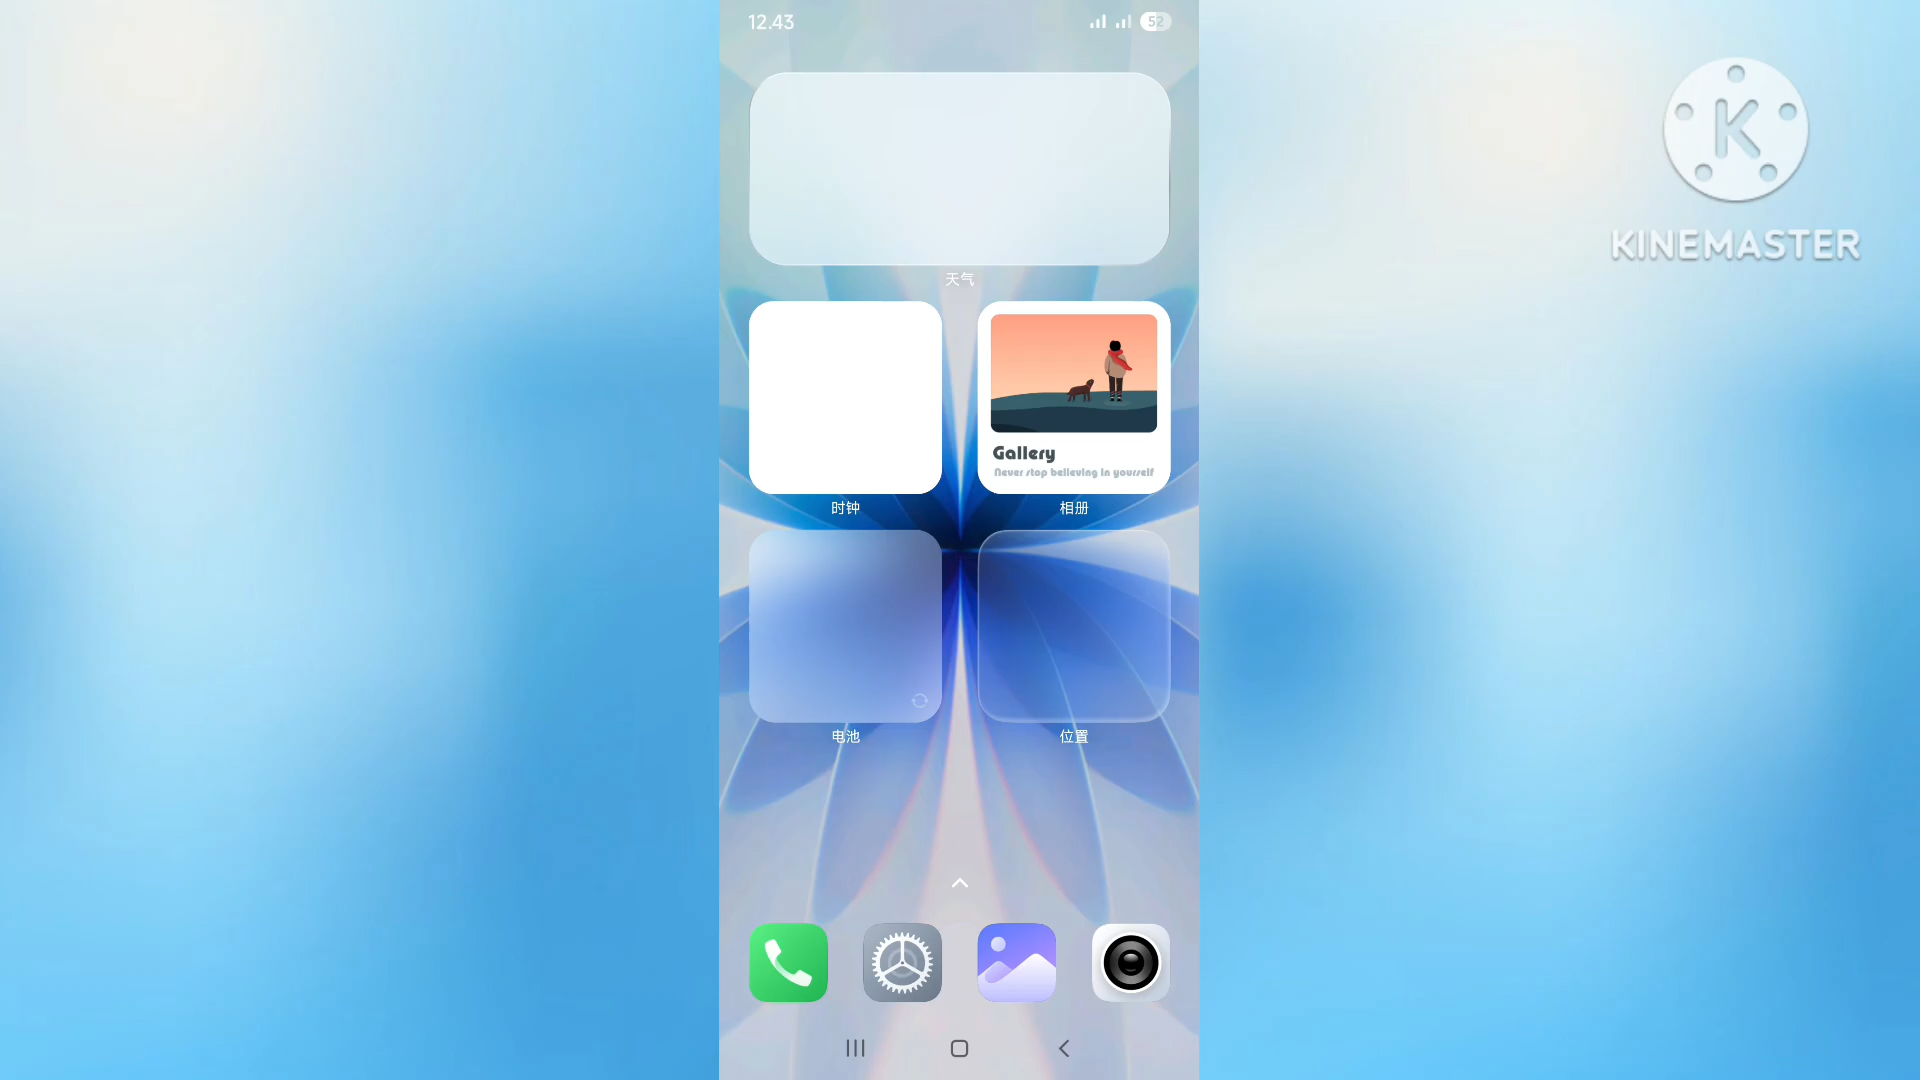 12.43
52
K
KINEMASTER
天气
Gallery
Never stop believing in yourself
时钟
相册
电池
位置